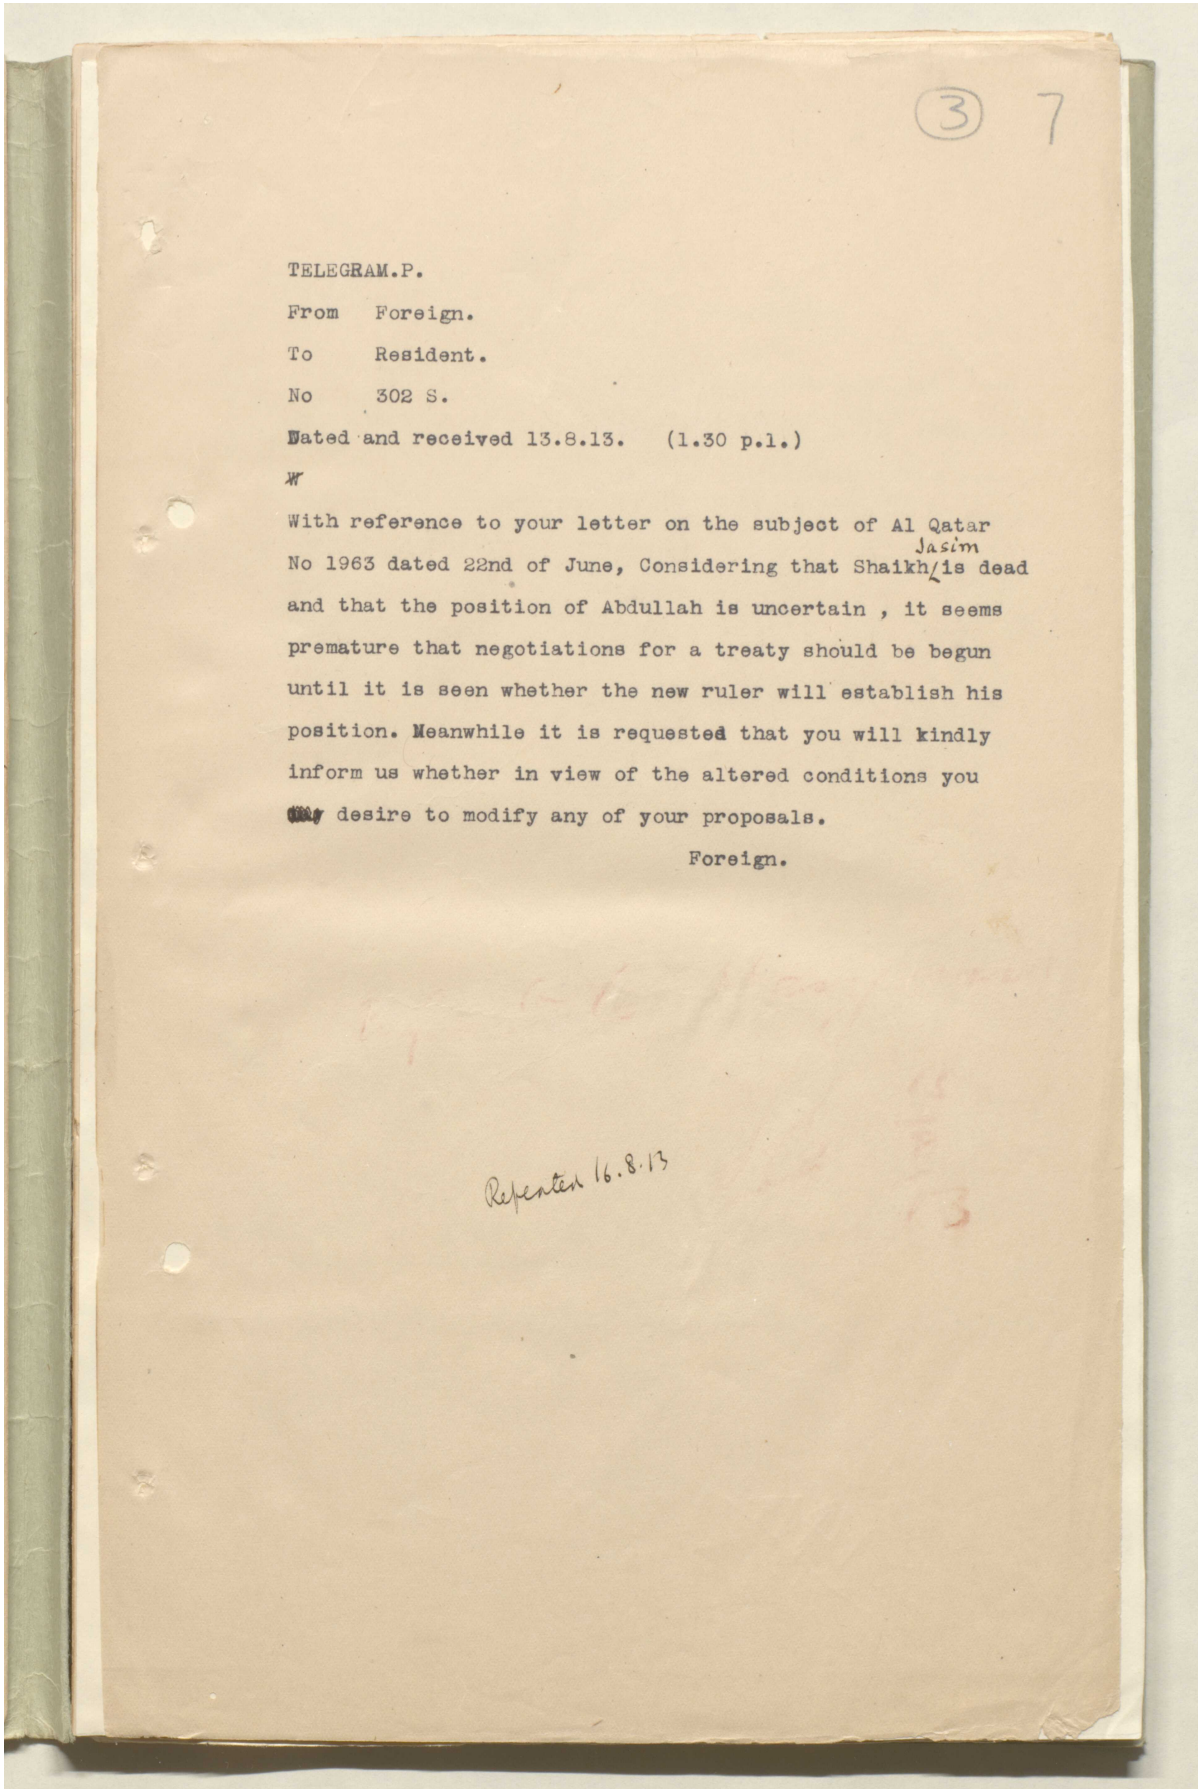 3 7
TELEGRAM.P.
From Foreign.
To Resident.
No 302 S.
Dated and received 13.8.13. (1.30 p.l.)
W
With reference to your letter on the subject of Al Qatar
Jasim
No 1963 dated 22nd of June, Considering that Shaikh is dead
and that the position of Abdullah is uncertain , it seems
premature that negotiations for a treaty should be begun
until it is seen whether the new ruler will establish his
position. Meanwhile it is requested that you will kindly
inform us whether in view of the altered conditions you
desire to modify any of your proposals.
Foreign.
Repeated 16.8.13